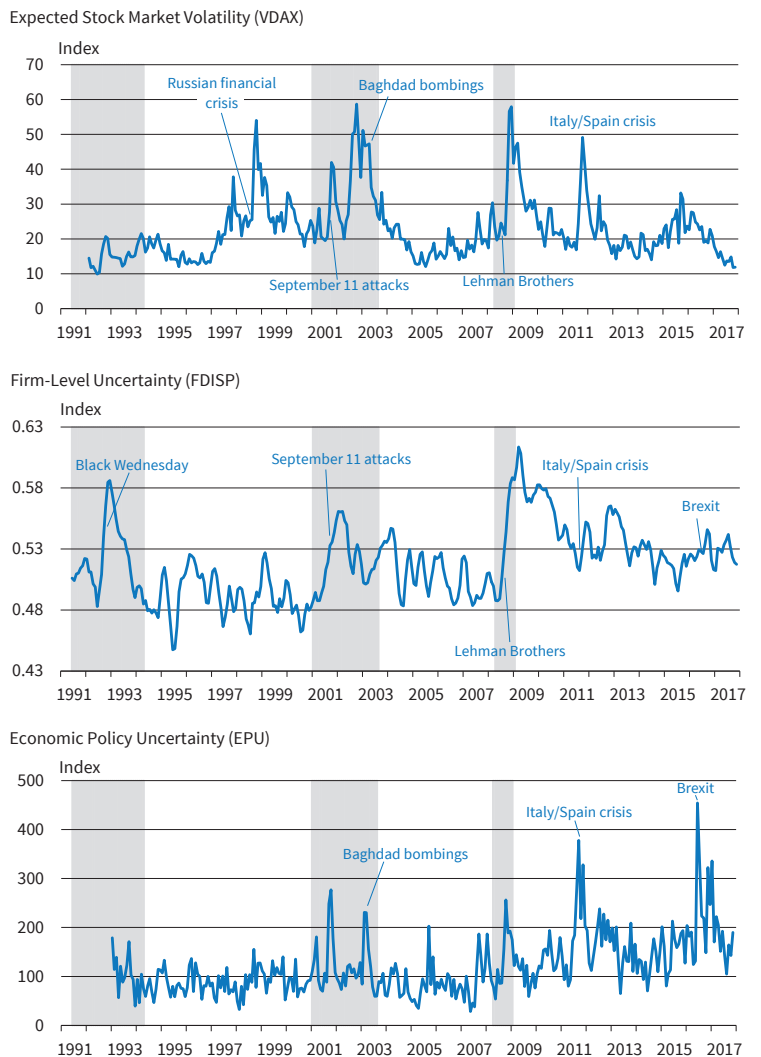 Expected Stock Market Volatility (VDAX)
Index
70
60
50
40
30
20
10
0
Russian financial
crisis
Baghdad bombings
Italy/Spain crisis
September 11 attacks
Lehman Brothers
1991 1993 1995 1997 1999 2001 2003 2005 2007 2009 2011 2013 2015 2017
Firm-Level Uncertainty (FDISP)
Index
0.63
0.58
0.53
0.48
0.43
Black Wednesday
September 11 attacks
Italy/Spain crisis
Brexit
Lehman Brothers
1991 1993 1995 1997 1999 2001 2003 2005 2007 2009 2011 2013 2015 2017
Economic Policy Uncertainty (EPU)
Index
500
400
300
200
100
0
Brexit
Italy/Spain crisis
Baghdad bombings
1991 1993 1995 1997 1999 2001 2003 2005 2007 2009 2011 2013 2015 2017